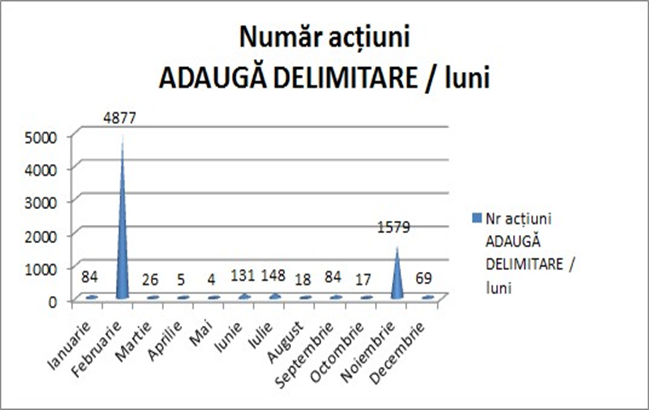 Număr acțiuni
ADAUGĂ DELIMITARE / luni
4877
5000
4000
3000
2000
1000
0
1579
84
26
5
4
131
148
18
84
17
69
Ianuarie
Februarie
Martie
Aprilie
Mai
Iunie
Iulie
August
Septembrie
Octombrie
Noiembrie
Decembrie
Nr acțiuni
ADAUGĂ
DELIMITARE /
luni